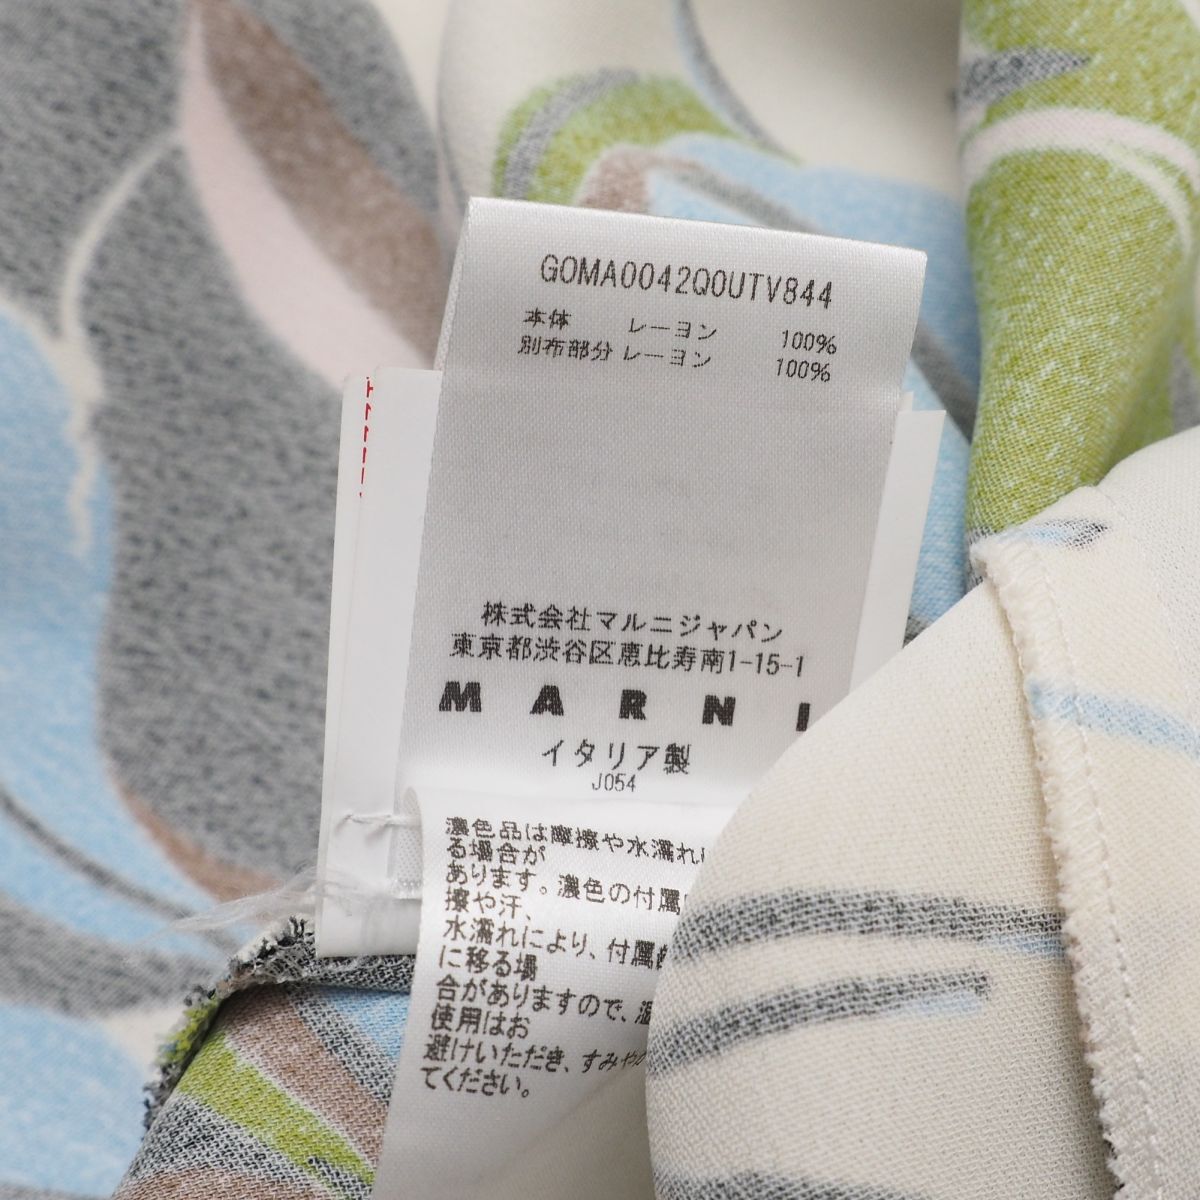 GOMA0042Q0UTV844
本体 レーヨン 100%
別布部分 レーヨン 100%
株式会社マルニジャパン
東京都渋谷区恵比寿南1-15-1
MARNI
イタリア製
J054
濃色品は摩擦や水濡れ
る場合が
あります。濃色の付属
擦や汗、
水濡れにより、付属
に移る場
合がありますので、
使用はお
避けいただき、すみや
てください。